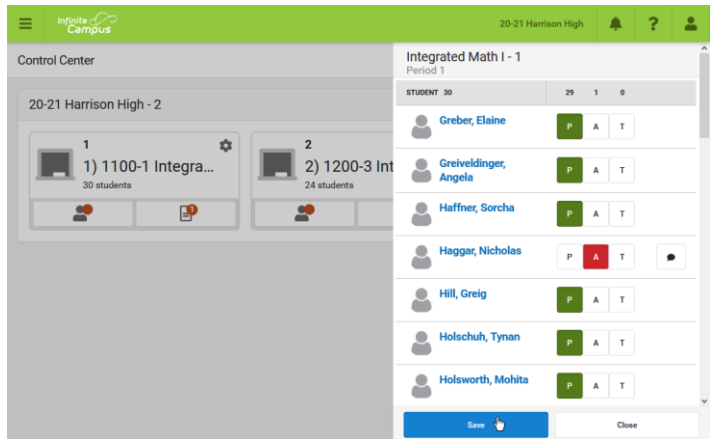 Infinite
Campus
20-21 Harrison High
?
Control Center
20-21 Harrison High - 2
1
1) 1100-1 Integra...
30 students
1
2
2) 1200-3 Int
24 students
Integrated Math I - 1
Period 1
STUDENT 30 29 1 0
Greber, Elaine P A T
Greiveldinger,
Angela P A T
Haffner, Sorcha P A T
Haggar, Nicholas P A T
Hill, Greig P A T
Holschuh, Tynan P A T
Holsworth, Mohita P A T
Save Close